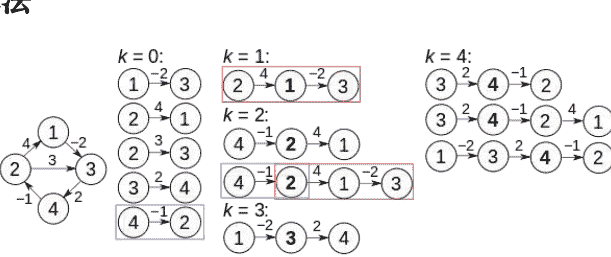 法
k = 0:
k = 1:
k = 2:
k = 3:
k = 4:
1 −2 3
2 4 1
2 3 3
3 2 4
4 −1 2
2 4 1 −2 3
4 −1 2 4 1
4 −1 2 4 1 −2 3
1 −2 3 2 4
3 2 4 −1 2
3 2 4 −1 2 4 1
1 −2 3 2 4 −1 2
1
4 −2
2 3 3
−1 2
4